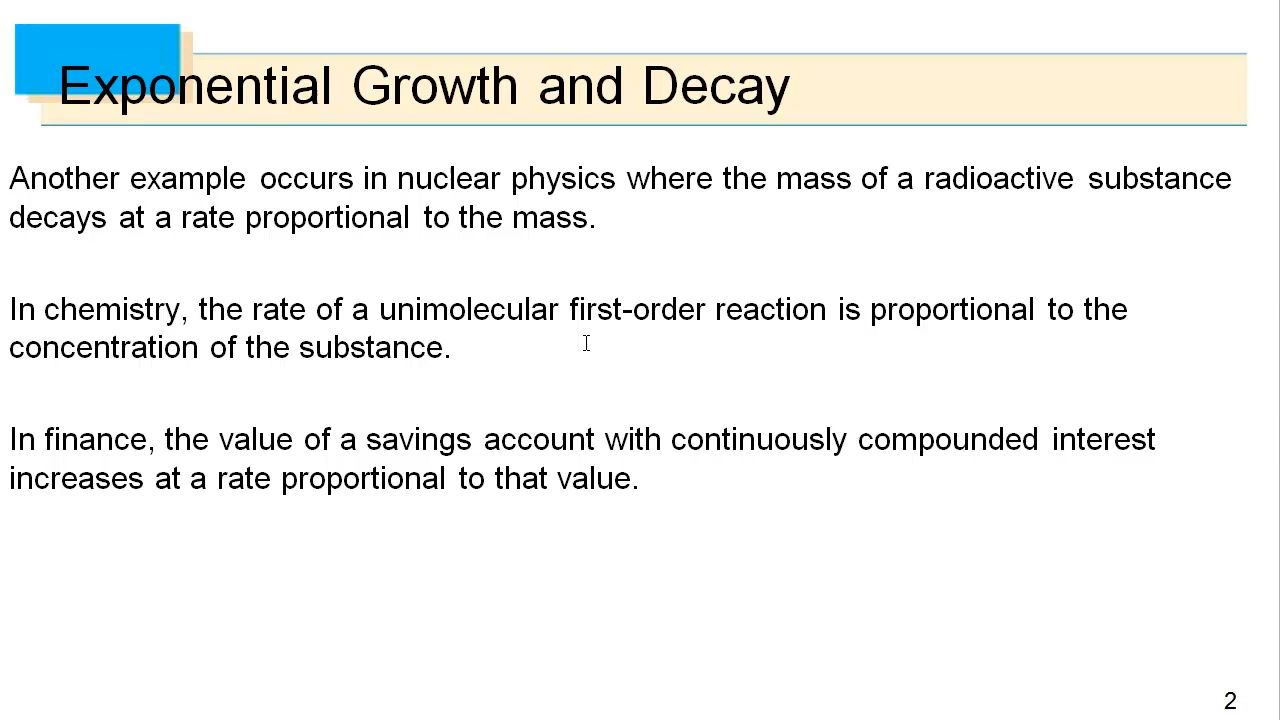 Exponential Growth and Decay
Another example occurs in nuclear physics where the mass of a radioactive substance
decays at a rate proportional to the mass.
In chemistry, the rate of a unimolecular first-order reaction is proportional to the
concentration of the substance.
In finance, the value of a savings account with continuously compounded interest
increases at a rate proportional to that value.
2